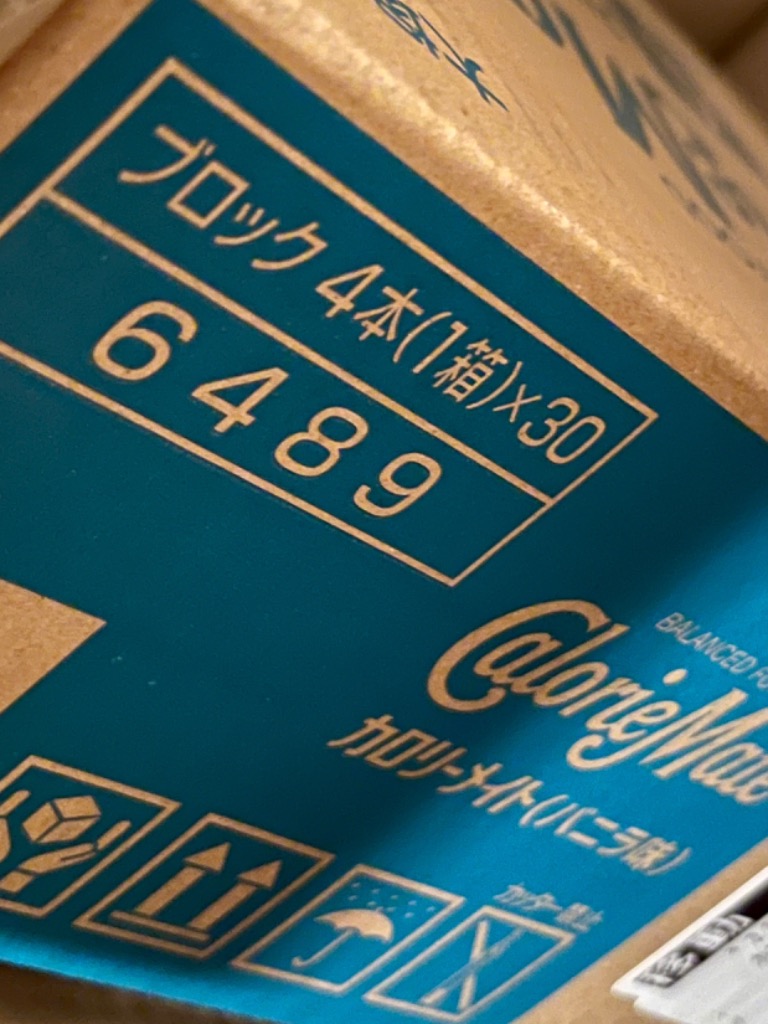 ブロック 4本(1箱)×30
6489
BALANCED
CalorieMate
カロリーメイト(バニラ味)
カッター禁止